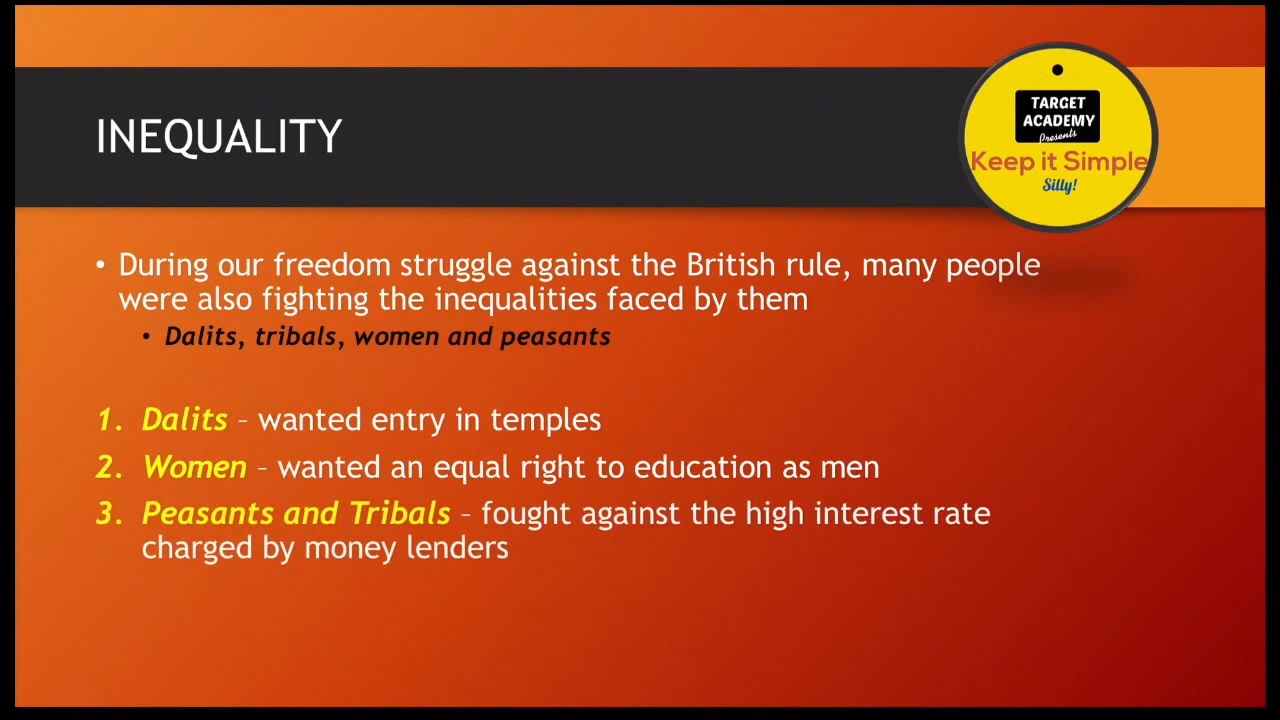 INEQUALITY
TARGET
ACADEMY
Presents
Keep it Simple
Silly!
• During our freedom struggle against the British rule, many people
were also fighting the inequalities faced by them
• Dalits, tribals, women and peasants
1. Dalits – wanted entry in temples
2. Women – wanted an equal right to education as men
3. Peasants and Tribals – fought against the high interest rate
charged by money lenders